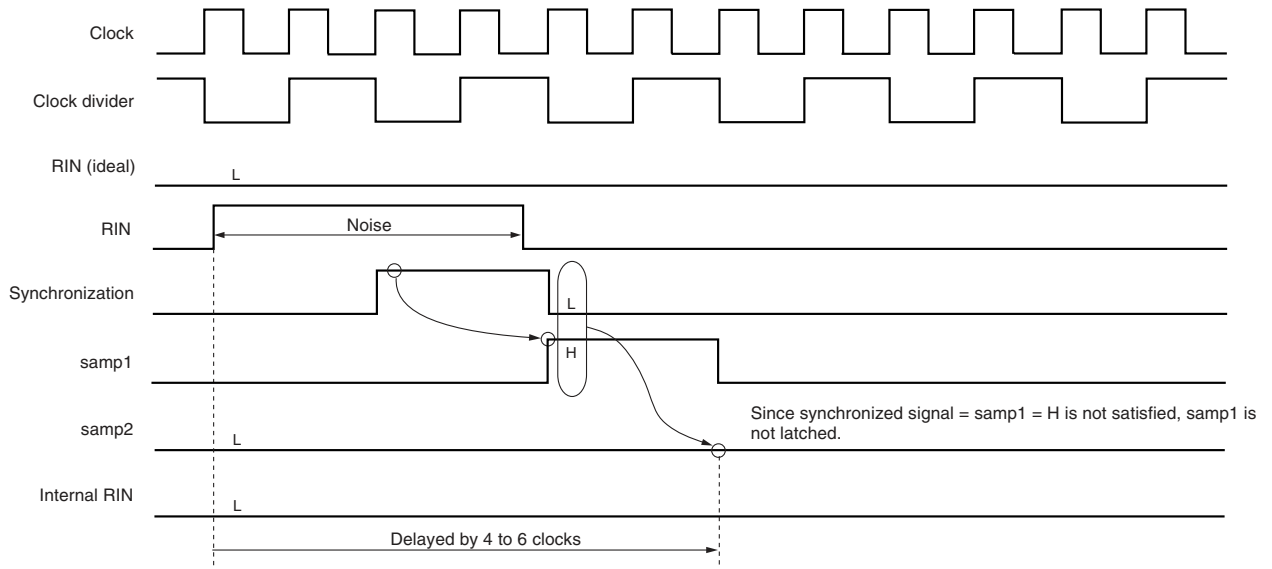 Clock
Clock divider
RIN (ideal)
L
RIN
Noise
Synchronization
L
samp1
H
Since synchronized signal = samp1 = H is not satisfied, samp1 is
not latched.
samp2
L
Internal RIN
L
Delayed by 4 to 6 clocks